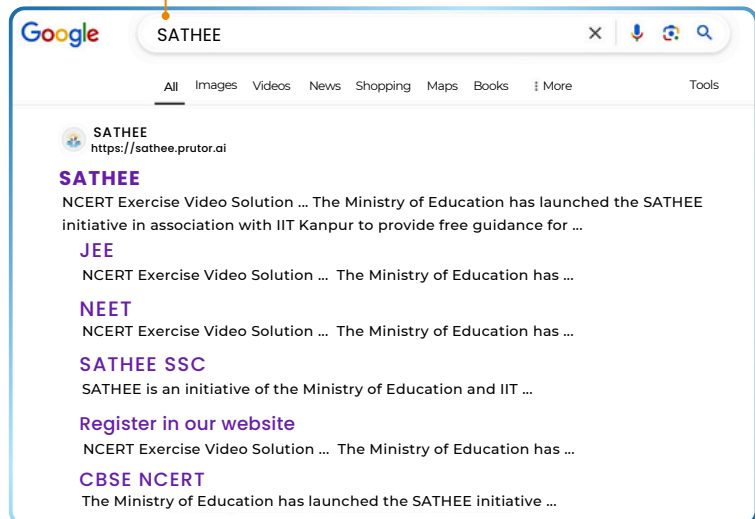 Google SATHEE
All Images Videos News Shopping Maps Books More Tools
SATHEE
https://sathee.prutor.ai
SATHEE
NCERT Exercise Video Solution ... The Ministry of Education has launched the SATHEE
initiative in association with IIT Kanpur to provide free guidance for ...
JEE
NCERT Exercise Video Solution ... The Ministry of Education has ...
NEET
NCERT Exercise Video Solution ... The Ministry of Education has ...
SATHEE SSC
SATHEE is an initiative of the Ministry of Education and IIT ...
Register in our website
NCERT Exercise Video Solution ... The Ministry of Education has ...
CBSE NCERT
The Ministry of Education has launched the SATHEE initiative ...